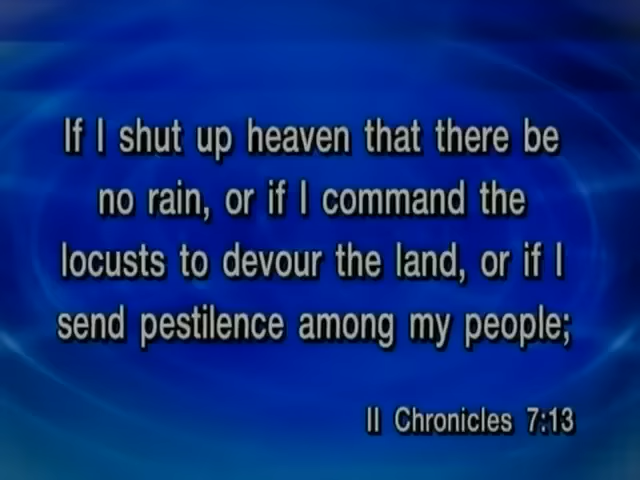 If I shut up heaven that there be
no rain, or if I command the
locusts to devour the land, or if I
send pestilence among my people;
II Chronicles 7:13